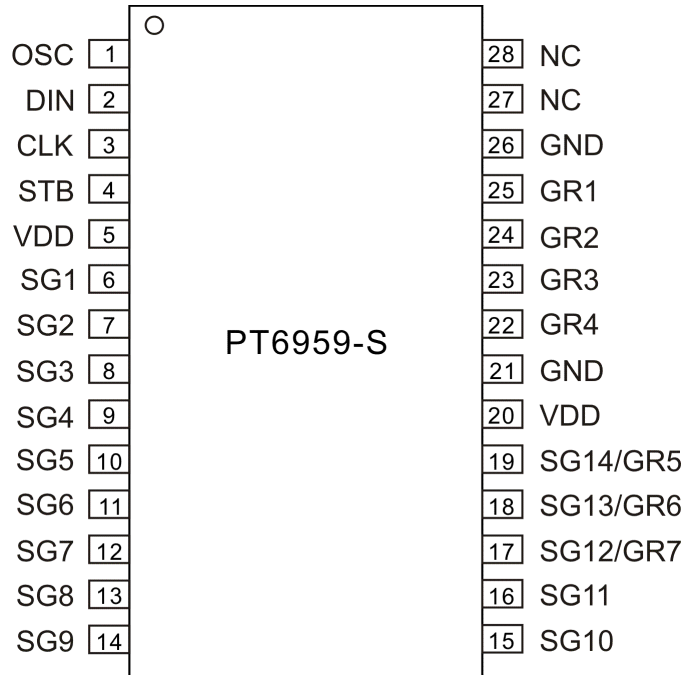 OSC 1 28 NC
DIN 2 27 NC
CLK 3 26 GND
STB 4 25 GR1
VDD 5 24 GR2
SG1 6 23 GR3
SG2 7 22 GR4
PT6959-S
SG3 8 21 GND
SG4 9 20 VDD
SG5 10 19 SG14/GR5
SG6 11 18 SG13/GR6
SG7 12 17 SG12/GR7
SG8 13 16 SG11
SG9 14 15 SG10